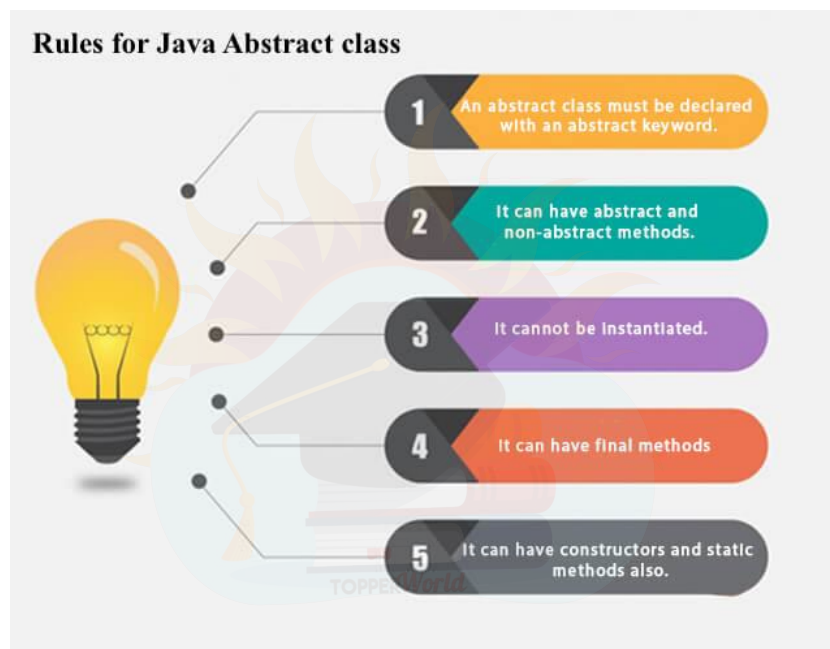 Rules for Java Abstract class
1
An abstract class must be declared
with an abstract keyword.
2
It can have abstract and
non-abstract methods.
3
It cannot be instantiated.
4
It can have final methods
5
It can have constructors and static
methods also.
TOPPERWorld